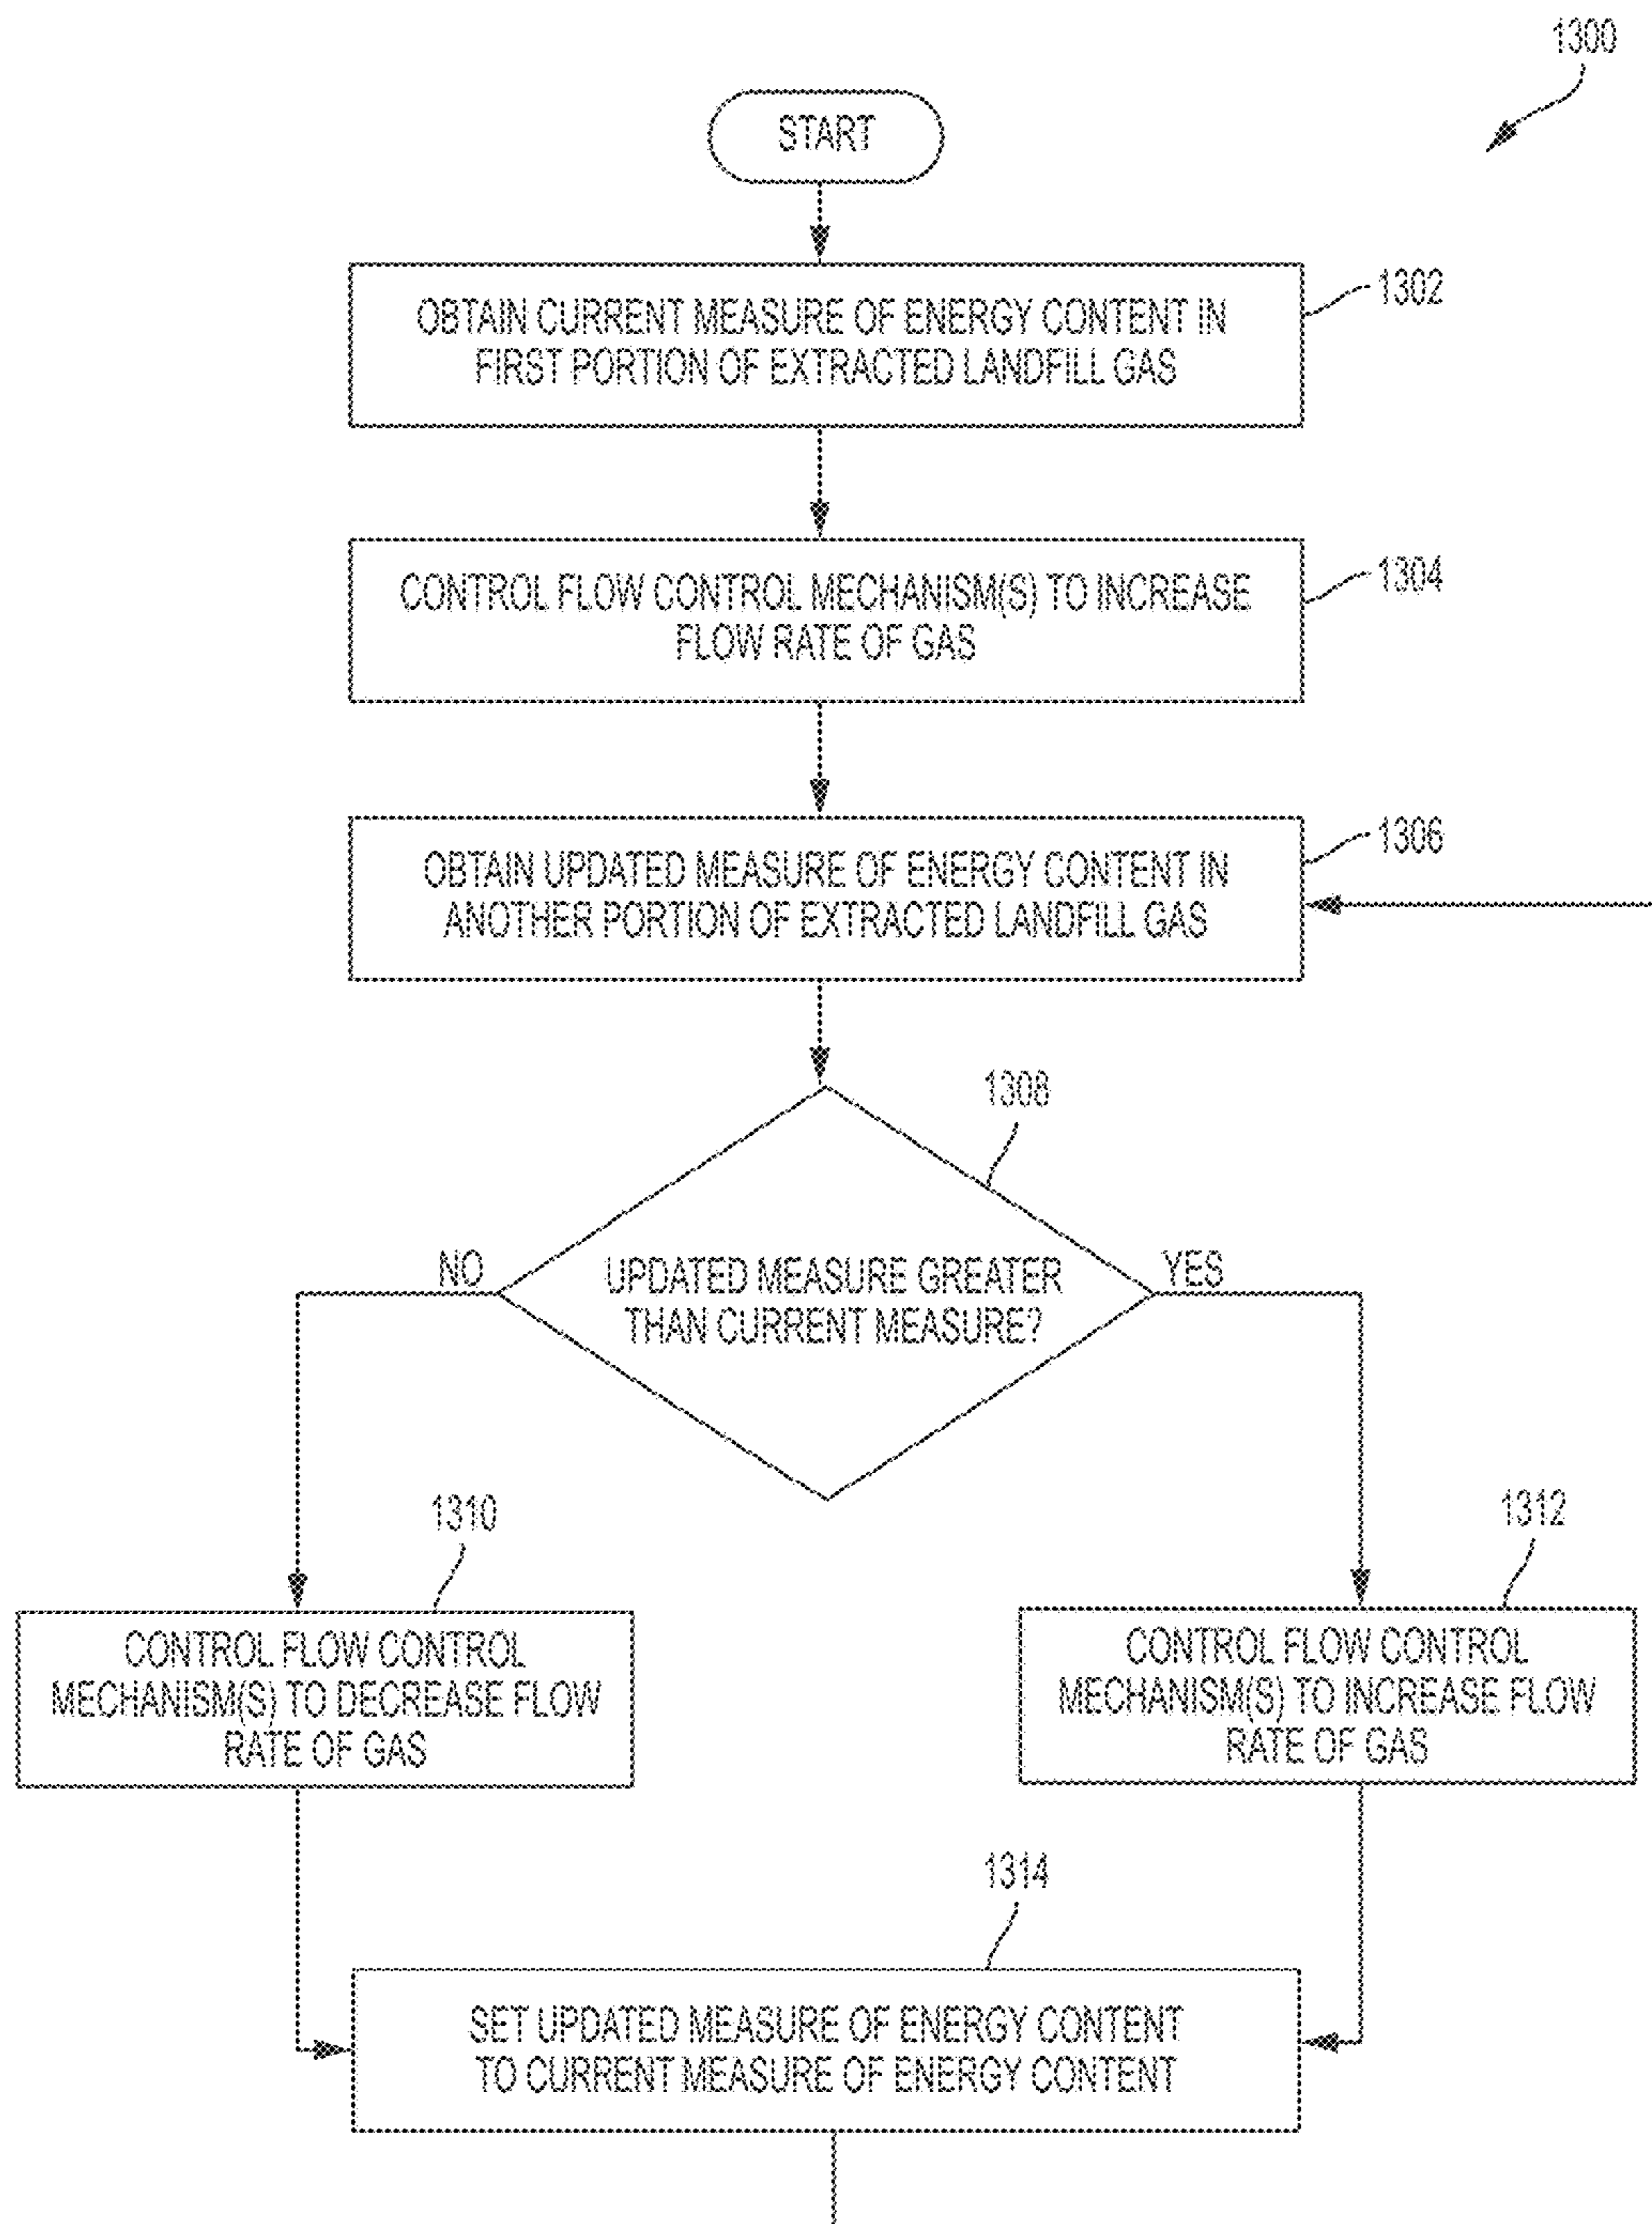 1300
START
OBTAIN CURRENT MEASURE OF ENERGY CONTENT IN
FIRST PORTION OF EXTRACTED LANDFILL GAS
1302
CONTROL FLOW CONTROL MECHANISM(S) TO INCREASE
FLOW RATE OF GAS
1304
OBTAIN UPDATED MEASURE OF ENERGY CONTENT IN
ANOTHER PORTION OF EXTRACTED LANDFILL GAS
1306
1308
NO
UPDATED MEASURE GREATER
THAN CURRENT MEASURE?
YES
1310
CONTROL FLOW CONTROL
MECHANISM(S) TO DECREASE FLOW
RATE OF GAS
1312
CONTROL FLOW CONTROL
MECHANISM(S) TO INCREASE FLOW
RATE OF GAS
1314
SET UPDATED MEASURE OF ENERGY CONTENT
TO CURRENT MEASURE OF ENERGY CONTENT